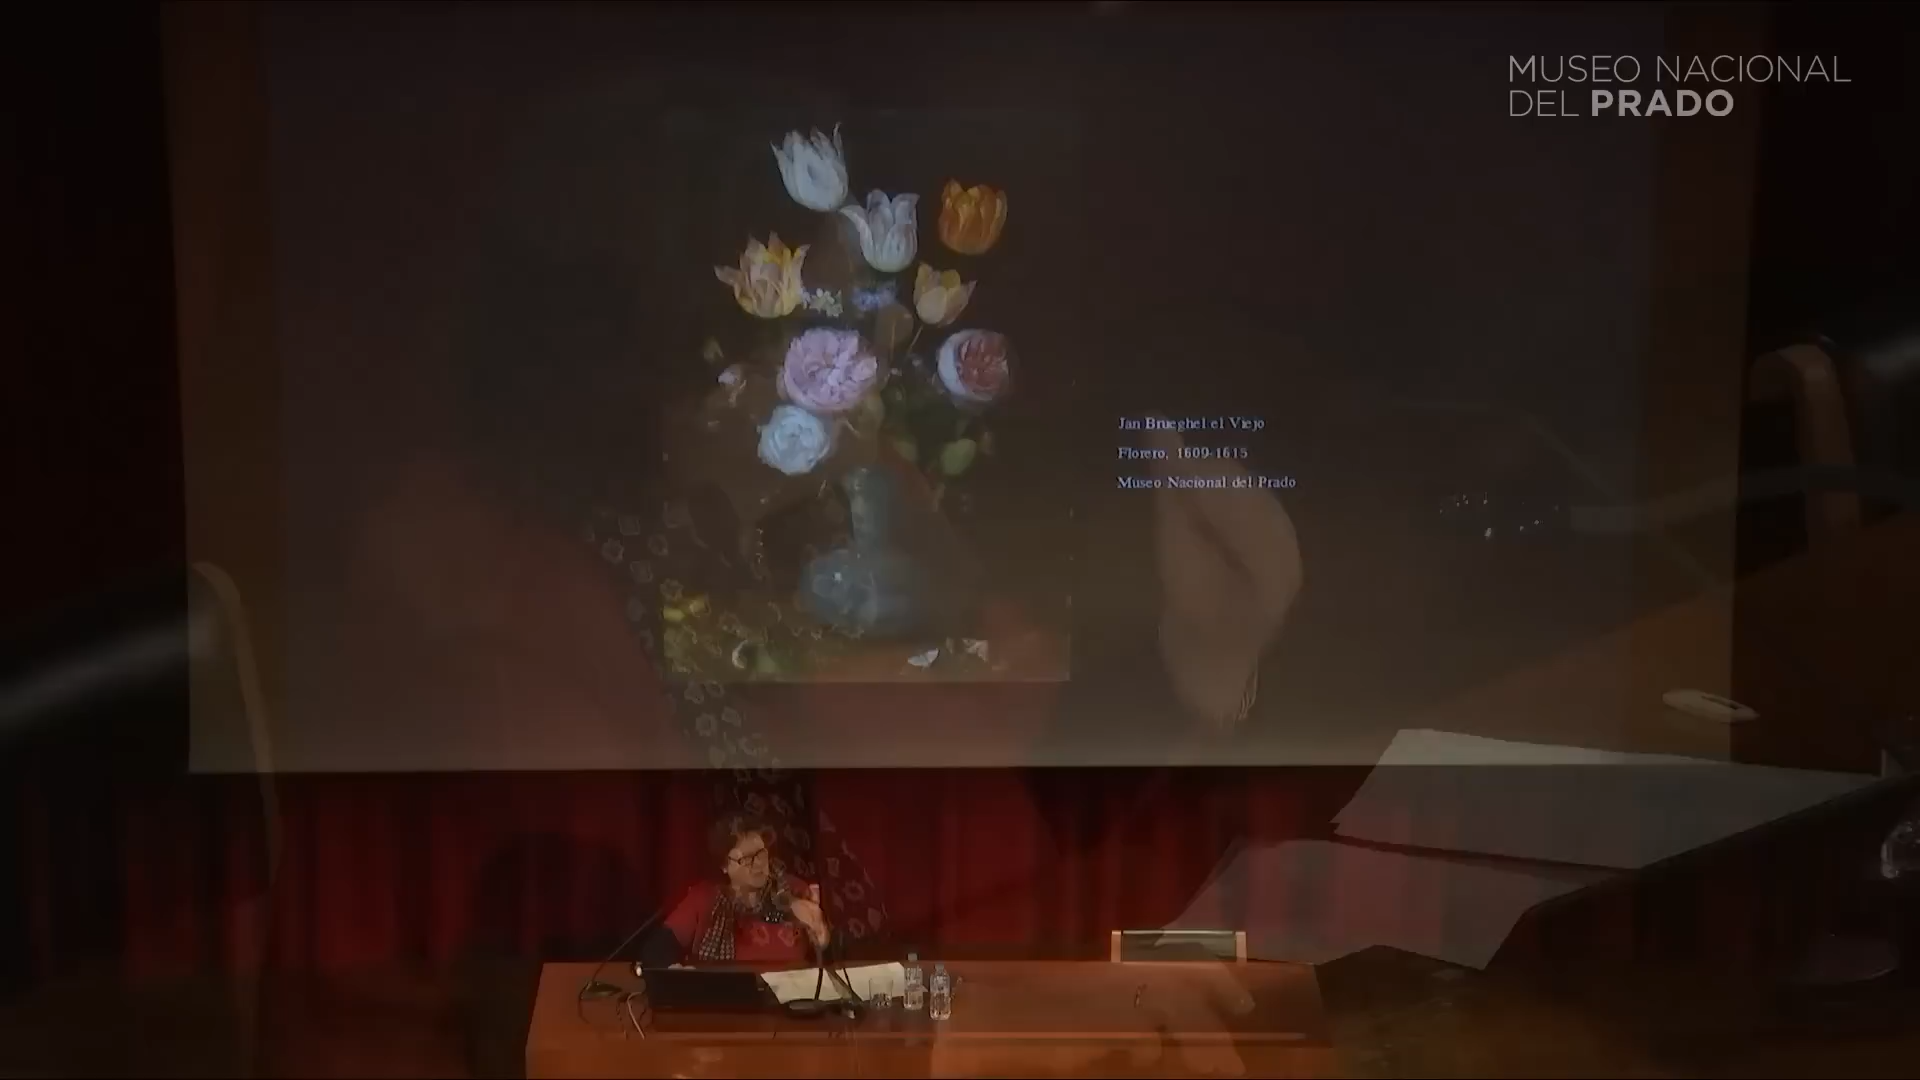 MUSEO NACIONAL
DEL PRADO
Jan Brueghel el Viejo
Florero, 1609-1615
Museo Nacional del Prado